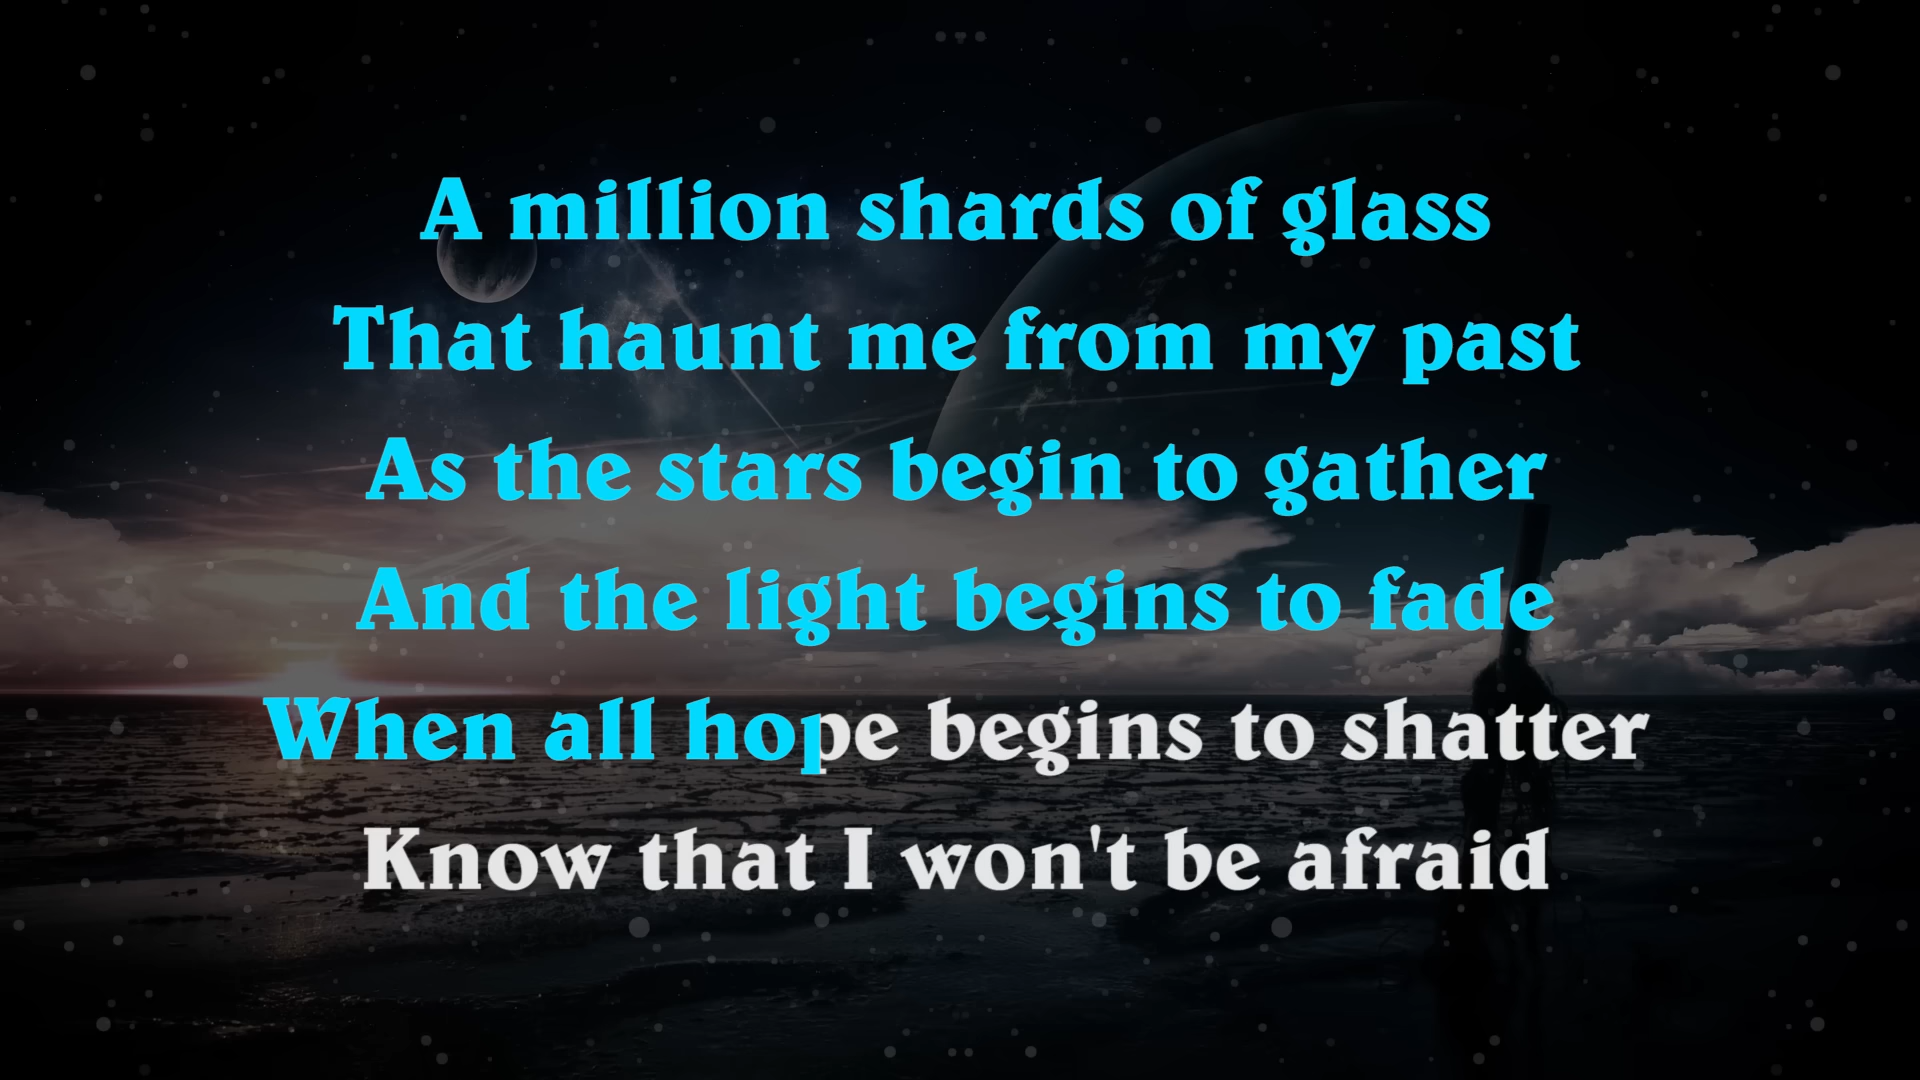 A million shards of glass
That haunt me from my past
As the stars begin to gather
And the light begins to fade
When all hope begins to shatter
Know that I won't be afraid